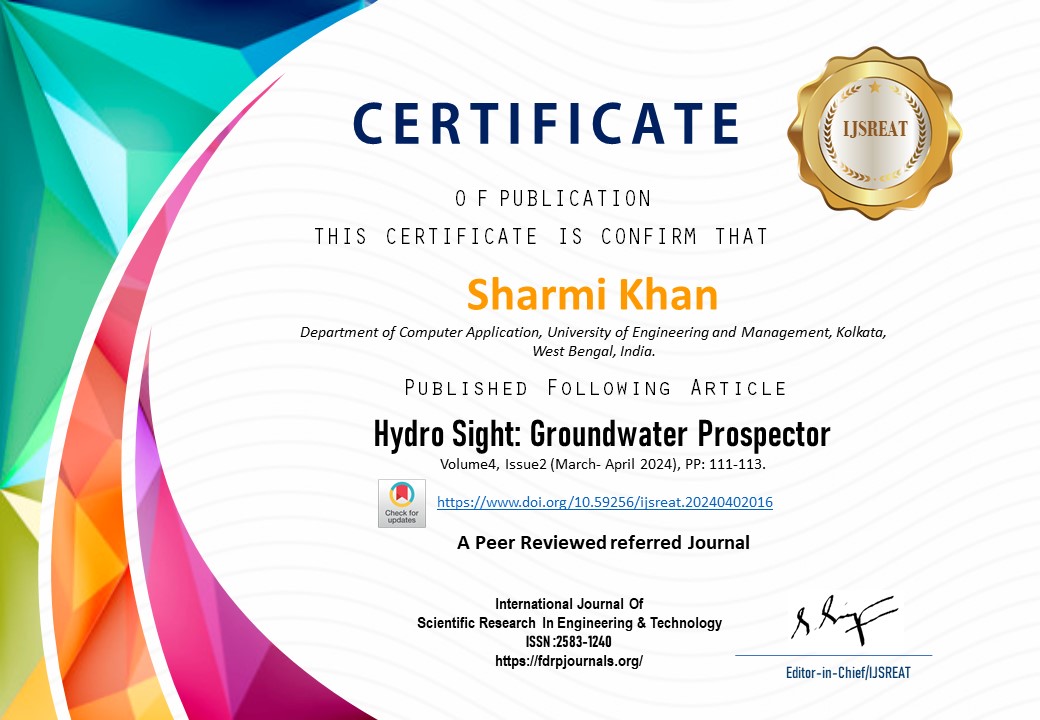 CERTIFICATE
IJSREAT
O F PUBLICATION
THIS CERTIFICATE IS CONFIRM THAT
Sharmi Khan
Department of Computer Application, University of Engineering and Management, Kolkata,
West Bengal, India.
PUBLISHED FOLLOWING ARTICLE
Hydro Sight: Groundwater Prospector
Volume4, Issue2 (March- April 2024), PP: 111-113.
Check for
updates
https://www.doi.org/10.59256/ijsreat.20240402016
A Peer Reviewed referred Journal
International Journal Of
Scientific Research In Engineering & Technology
ISSN :2583-1240
https://fdrpjournals.org/
Editor-in-Chief/IJSREAT